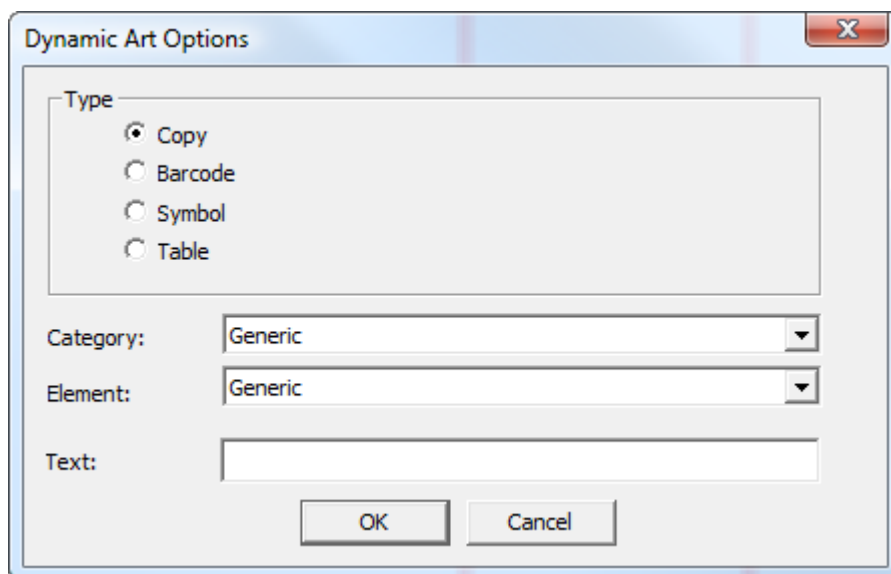 Dynamic Art Options
Type
Copy
Barcode
Symbol
Table
Category: Generic
Element: Generic
Text:
OK Cancel